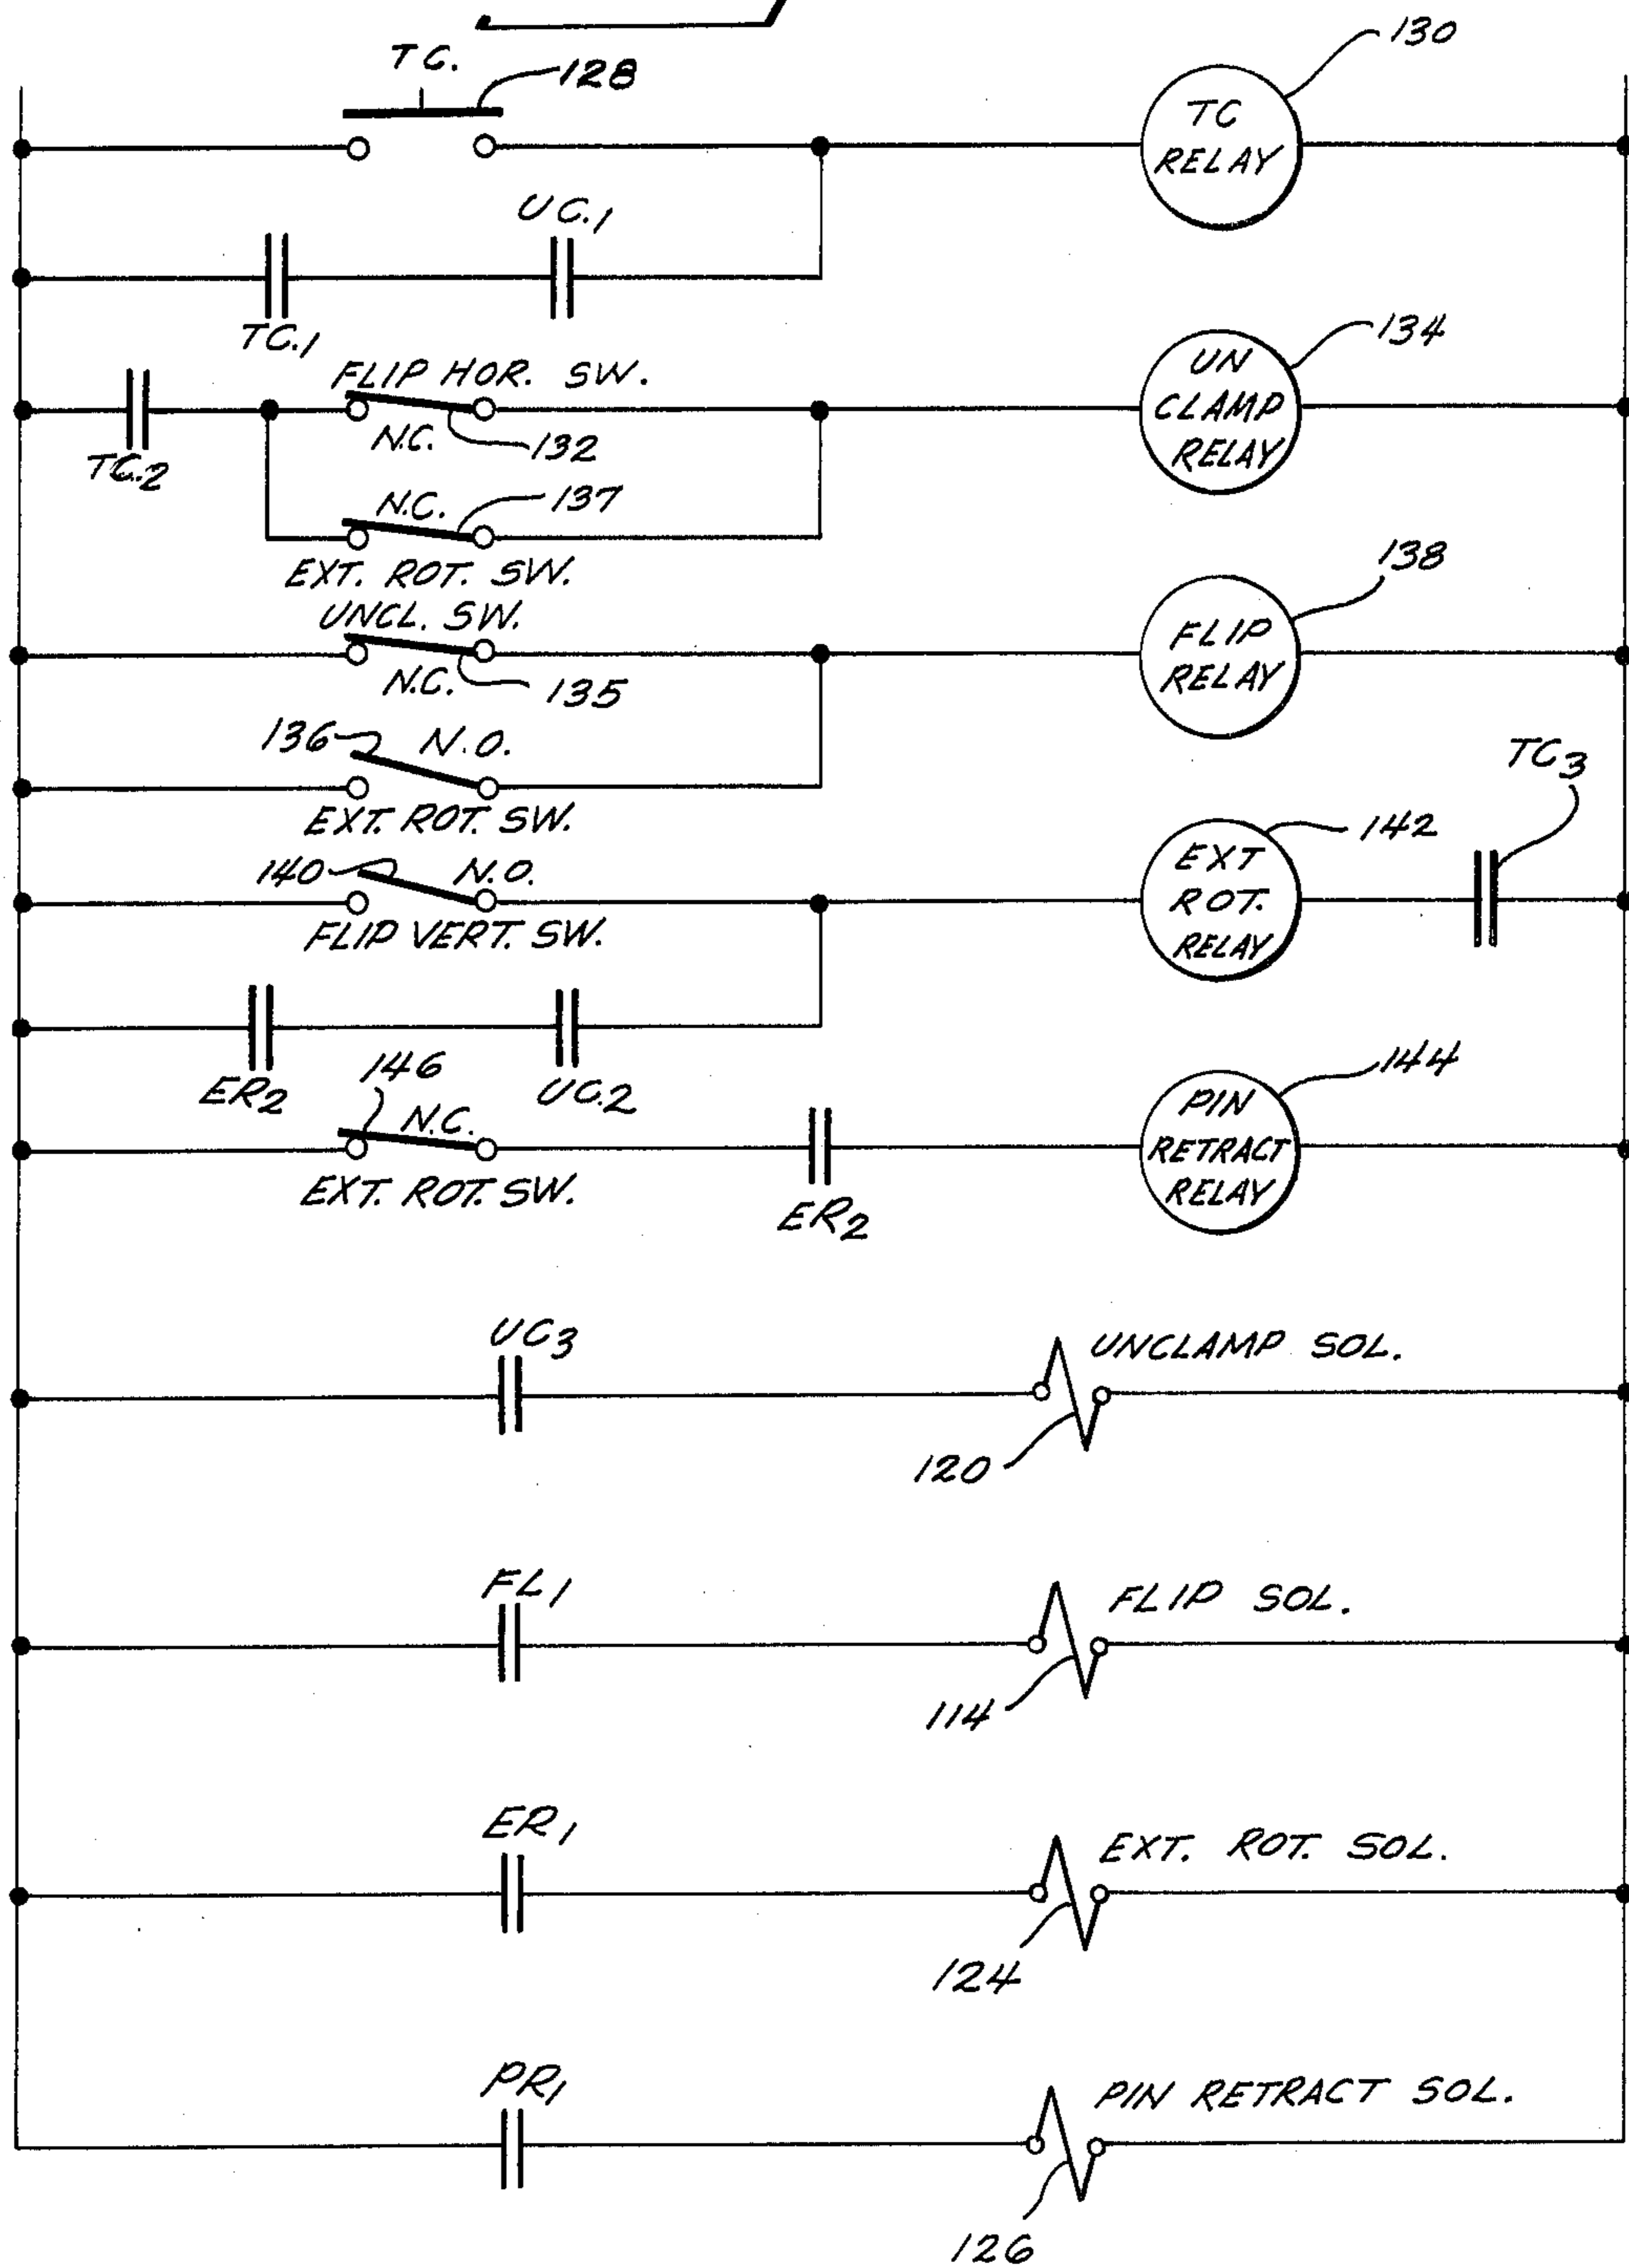 130
TC.
128
TC
RELAY
UC.1
TC.1
134
UN
CLAMP
RELAY
FLIP HOR. SW.
N.C.
132
TC.2
N.C.
137
EXT. ROT. SW.
138
UNCL. SW.
FLIP
RELAY
N.C.
135
136
N.O.
TC3
EXT. ROT. SW.
142
140
N.O.
EXT
ROT.
RELAY
FLIP VERT. SW.
ER2
146
UC.2
144
N.C.
PIN
RETRACT
RELAY
EXT. ROT. SW.
ER2
UC3
UNCLAMP SOL.
120
FL1
FLIP SOL.
114
ER1
EXT. ROT. SOL.
124
PR1
PIN RETRACT SOL.
126